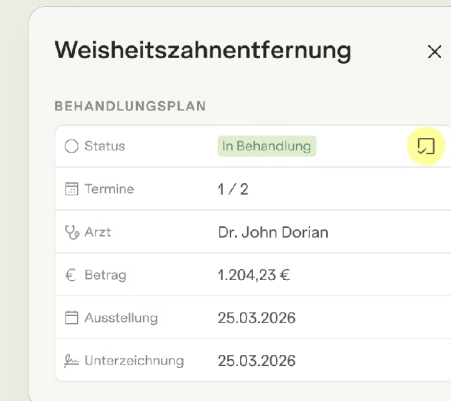 Weisheitszahnentfernung
BEHANDLUNGSPLAN
Status In Behandlung
Termine 1 / 2
Arzt Dr. John Dorian
Betrag 1.204,23 €
Ausstellung 25.03.2026
Unterzeichnung 25.03.2026